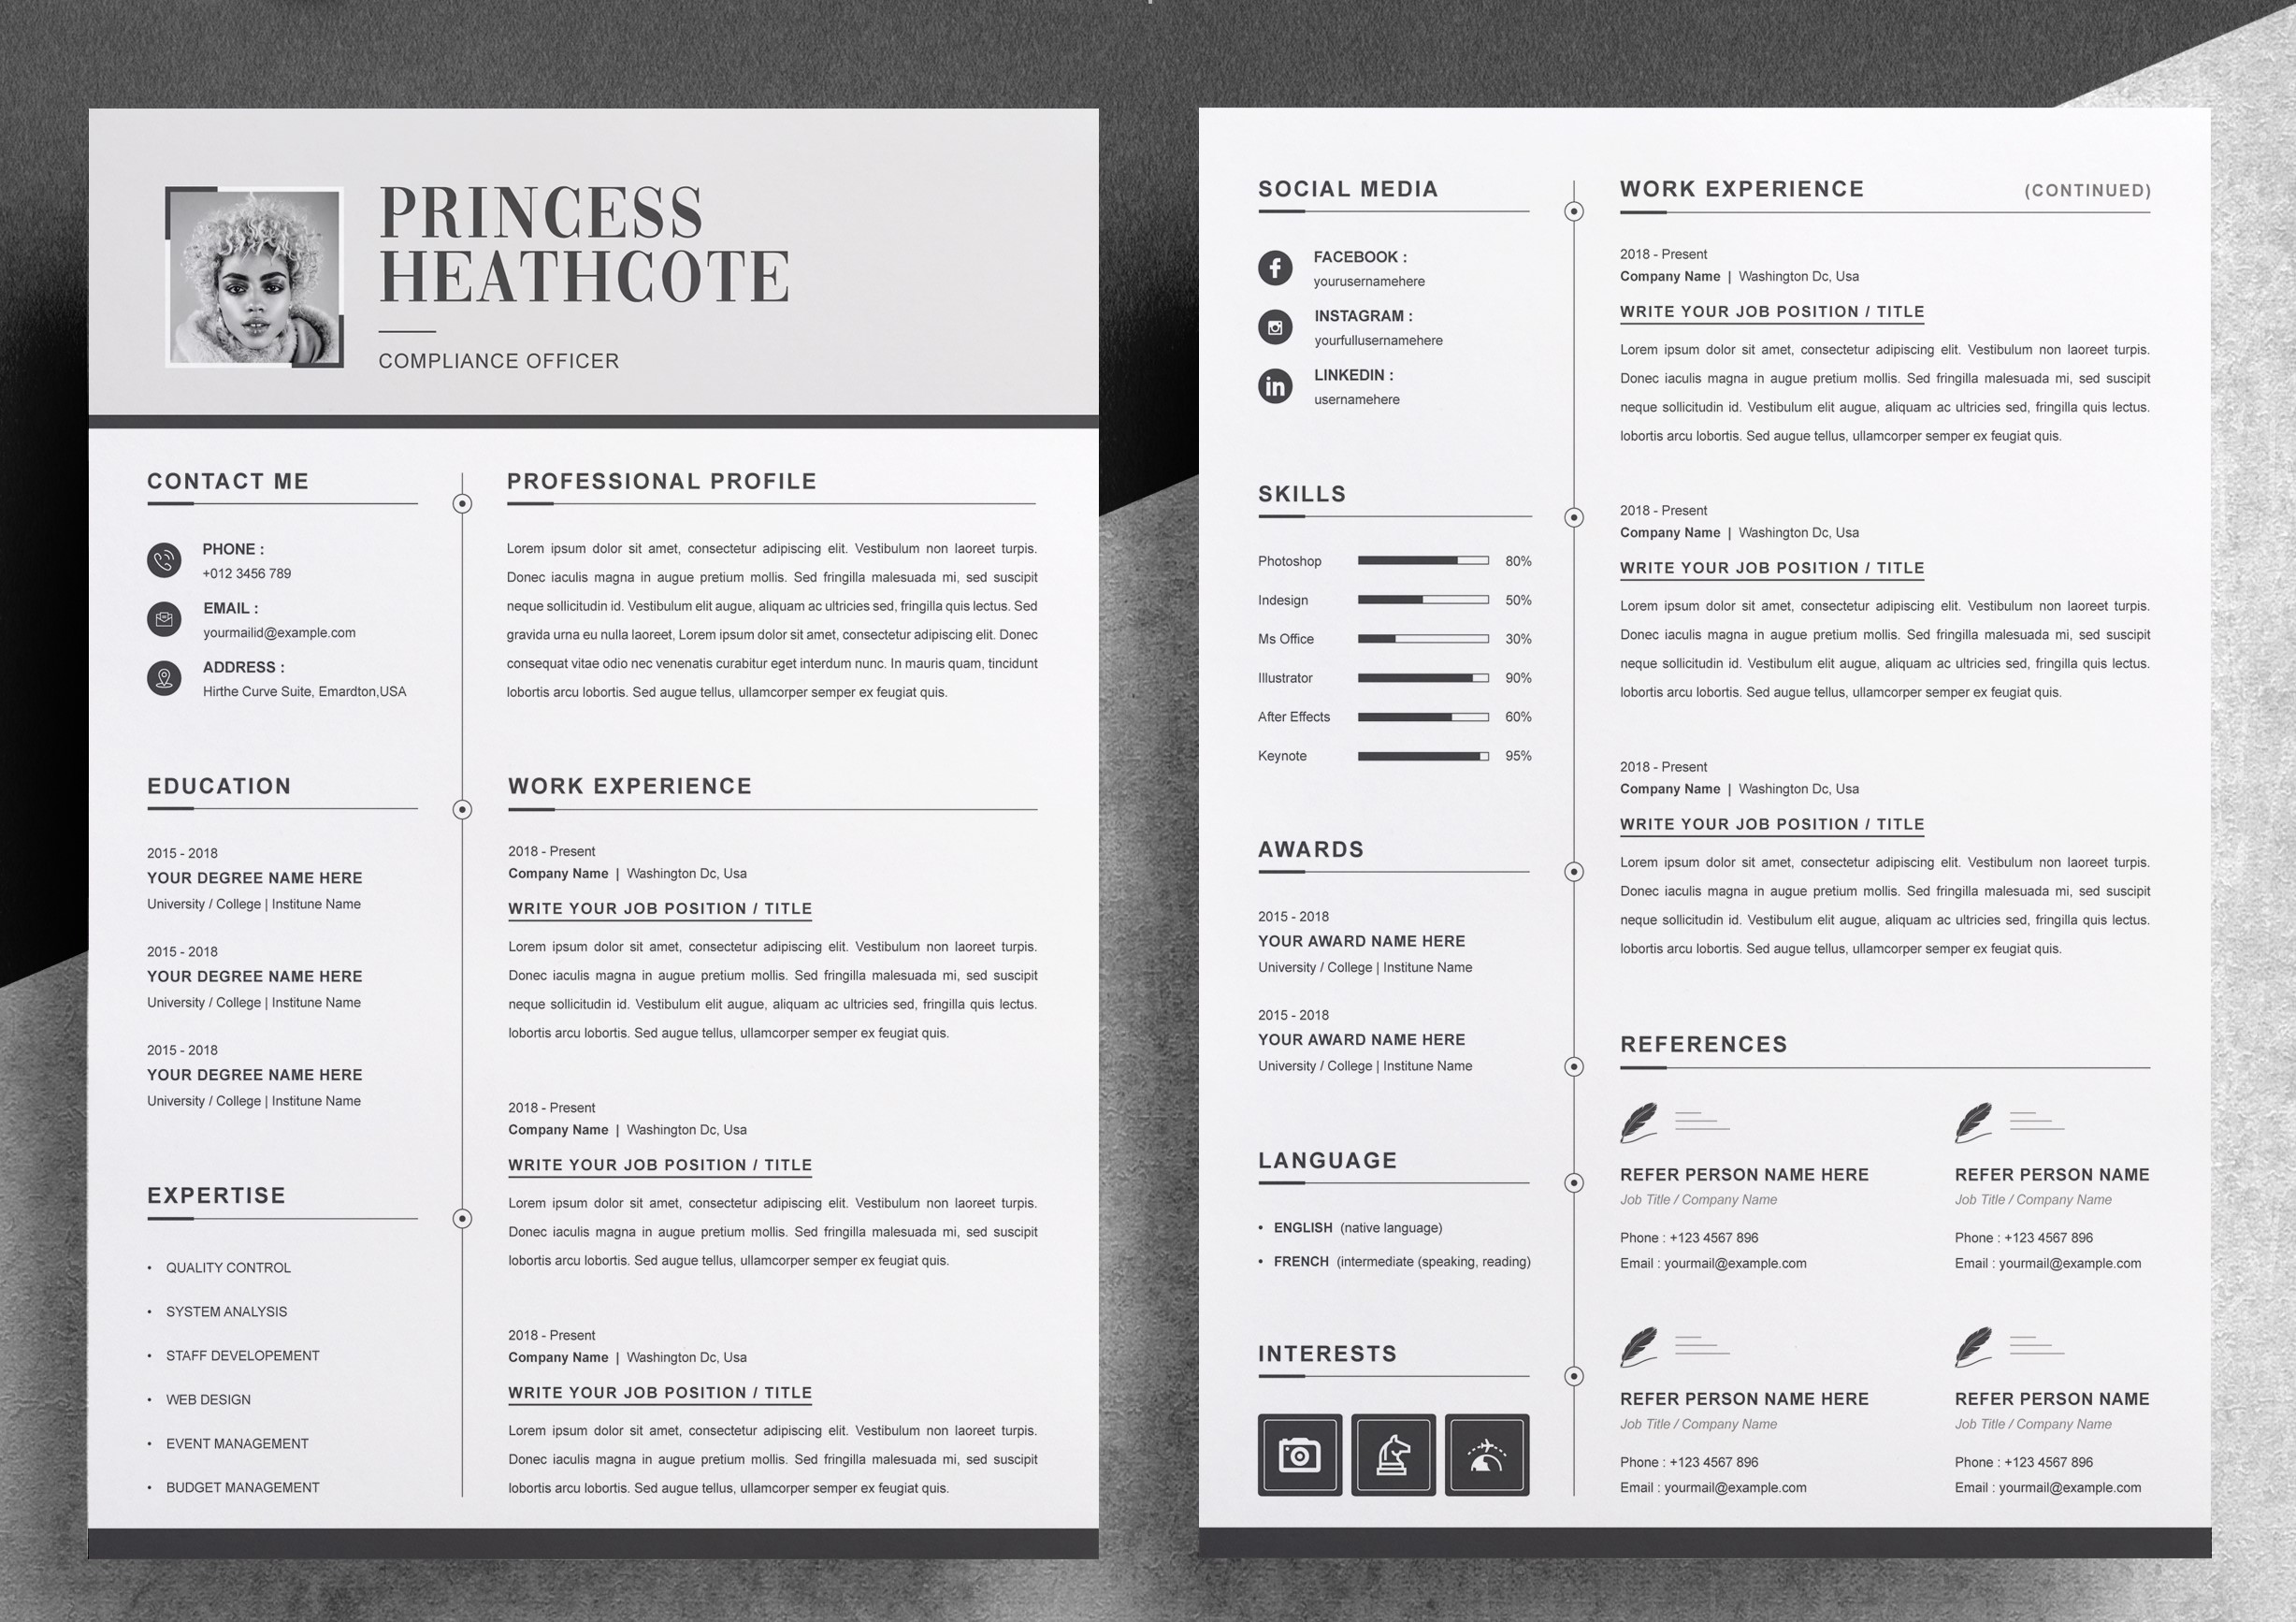 PRINCESS
HEATHCOTE
COMPLIANCE OFFICER
CONTACT ME
PHONE :
+012 3456 789
EMAIL :
yourmailid@example.com
ADDRESS :
Hirthe Curve Suite, Emardton,USA
EDUCATION
2015 - 2018
YOUR DEGREE NAME HERE
University / College | Institune Name
2015 - 2018
YOUR DEGREE NAME HERE
University / College | Institune Name
2015 - 2018
YOUR DEGREE NAME HERE
University / College | Institune Name
EXPERTISE
• QUALITY CONTROL
• SYSTEM ANALYSIS
• STAFF DEVELOPEMENT
• WEB DESIGN
• EVENT MANAGEMENT
• BUDGET MANAGEMENT
PROFESSIONAL PROFILE
Lorem ipsum dolor sit amet, consectetur adipiscing elit. Vestibulum non laoreet turpis.
Donec iaculis magna in augue pretium mollis. Sed fringilla malesuada mi, sed suscipit
neque sollicitudin id. Vestibulum elit augue, aliquam ac ultricies sed, fringilla quis lectus. Sed
gravida urna eu nulla laoreet, Lorem ipsum dolor sit amet, consectetur adipiscing elit. Donec
consequat vitae odio nec venenatis curabitur eget interdum nunc. In mauris quam, tincidunt
lobortis arcu lobortis. Sed augue tellus, ullamcorper semper ex feugiat quis.
WORK EXPERIENCE
2018 - Present
Company Name | Washington Dc, Usa
WRITE YOUR JOB POSITION / TITLE
Lorem ipsum dolor sit amet, consectetur adipiscing elit. Vestibulum non laoreet turpis.
Donec iaculis magna in augue pretium mollis. Sed fringilla malesuada mi, sed suscipit
neque sollicitudin id. Vestibulum elit augue, aliquam ac ultricies sed, fringilla quis lectus.
lobortis arcu lobortis. Sed augue tellus, ullamcorper semper ex feugiat quis.
2018 - Present
Company Name | Washington Dc, Usa
WRITE YOUR JOB POSITION / TITLE
Lorem ipsum dolor sit amet, consectetur adipiscing elit. Vestibulum non laoreet turpis.
Donec iaculis magna in augue pretium mollis. Sed fringilla malesuada mi, sed suscipit
lobortis arcu lobortis. Sed augue tellus, ullamcorper semper ex feugiat quis.
2018 - Present
Company Name | Washington Dc, Usa
WRITE YOUR JOB POSITION / TITLE
Lorem ipsum dolor sit amet, consectetur adipiscing elit. Vestibulum non laoreet turpis.
Donec iaculis magna in augue pretium mollis. Sed fringilla malesuada mi, sed suscipit
lobortis arcu lobortis. Sed augue tellus, ullamcorper semper ex feugiat quis.
SOCIAL MEDIA
FACEBOOK :
yourusernamehere
INSTAGRAM :
yourfullusernamehere
LINKEDIN :
usernamehere
SKILLS
Photoshop 80%
Indesign 50%
Ms Office 30%
Illustrator 90%
After Effects 60%
Keynote 95%
AWARDS
2015 - 2018
YOUR AWARD NAME HERE
University / College | Institune Name
2015 - 2018
YOUR AWARD NAME HERE
University / College | Institune Name
LANGUAGE
• ENGLISH (native language)
• FRENCH (intermediate (speaking, reading)
INTERESTS
WORK EXPERIENCE (CONTINUED)
2018 - Present
Company Name | Washington Dc, Usa
WRITE YOUR JOB POSITION / TITLE
Lorem ipsum dolor sit amet, consectetur adipiscing elit. Vestibulum non laoreet turpis.
Donec iaculis magna in augue pretium mollis. Sed fringilla malesuada mi, sed suscipit
neque sollicitudin id. Vestibulum elit augue, aliquam ac ultricies sed, fringilla quis lectus.
lobortis arcu lobortis. Sed augue tellus, ullamcorper semper ex feugiat quis.
2018 - Present
Company Name | Washington Dc, Usa
WRITE YOUR JOB POSITION / TITLE
Lorem ipsum dolor sit amet, consectetur adipiscing elit. Vestibulum non laoreet turpis.
Donec iaculis magna in augue pretium mollis. Sed fringilla malesuada mi, sed suscipit
neque sollicitudin id. Vestibulum elit augue, aliquam ac ultricies sed, fringilla quis lectus.
lobortis arcu lobortis. Sed augue tellus, ullamcorper semper ex feugiat quis.
2018 - Present
Company Name | Washington Dc, Usa
WRITE YOUR JOB POSITION / TITLE
Lorem ipsum dolor sit amet, consectetur adipiscing elit. Vestibulum non laoreet turpis.
Donec iaculis magna in augue pretium mollis. Sed fringilla malesuada mi, sed suscipit
neque sollicitudin id. Vestibulum elit augue, aliquam ac ultricies sed, fringilla quis lectus.
lobortis arcu lobortis. Sed augue tellus, ullamcorper semper ex feugiat quis.
REFERENCES
REFER PERSON NAME HERE
Job Title / Company Name
Phone : +123 4567 896
Email : yourmail@example.com
REFER PERSON NAME
Job Title / Company Name
Phone : +123 4567 896
Email : yourmail@example.com
REFER PERSON NAME HERE
Job Title / Company Name
Phone : +123 4567 896
Email : yourmail@example.com
REFER PERSON NAME
Job Title / Company Name
Phone : +123 4567 896
Email : yourmail@example.com